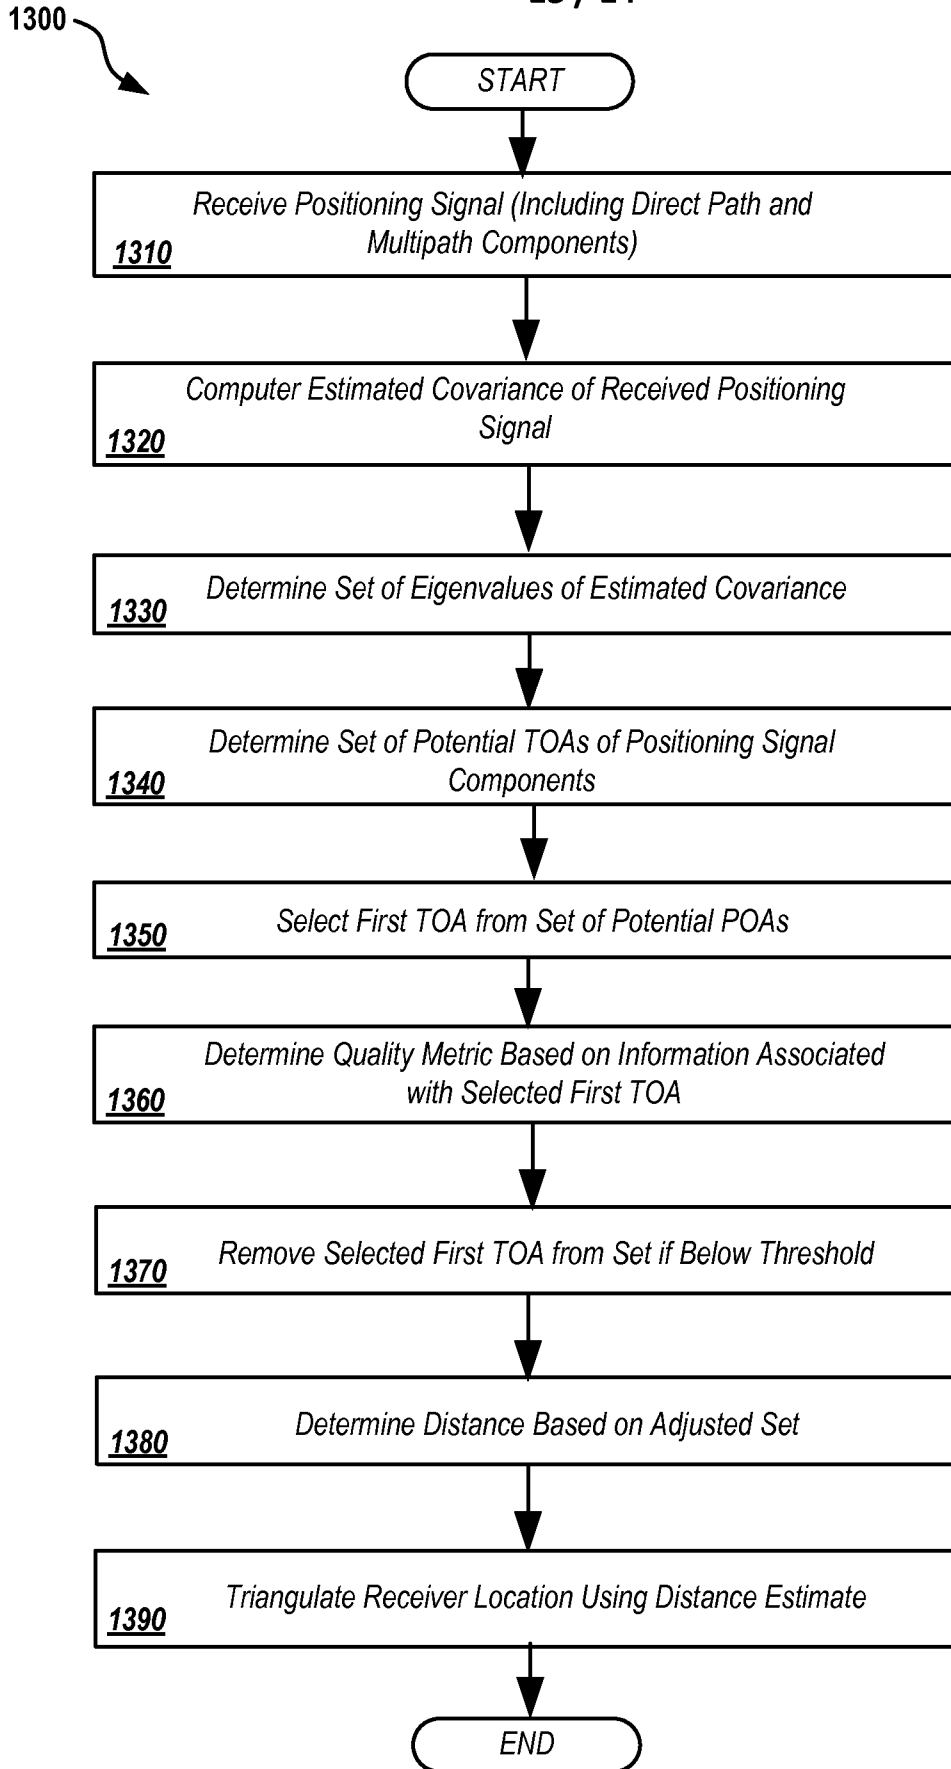 1300
START
Receive Positioning Signal (Including Direct Path and
Multipath Components)
1310
Computer Estimated Covariance of Received Positioning
Signal
1320
Determine Set of Eigenvalues of Estimated Covariance
1330
Determine Set of Potential TOAs of Positioning Signal
Components
1340
Select First TOA from Set of Potential POAs
1350
Determine Quality Metric Based on Information Associated
with Selected First TOA
1360
Remove Selected First TOA from Set if Below Threshold
1370
Determine Distance Based on Adjusted Set
1380
Triangulate Receiver Location Using Distance Estimate
1390
END